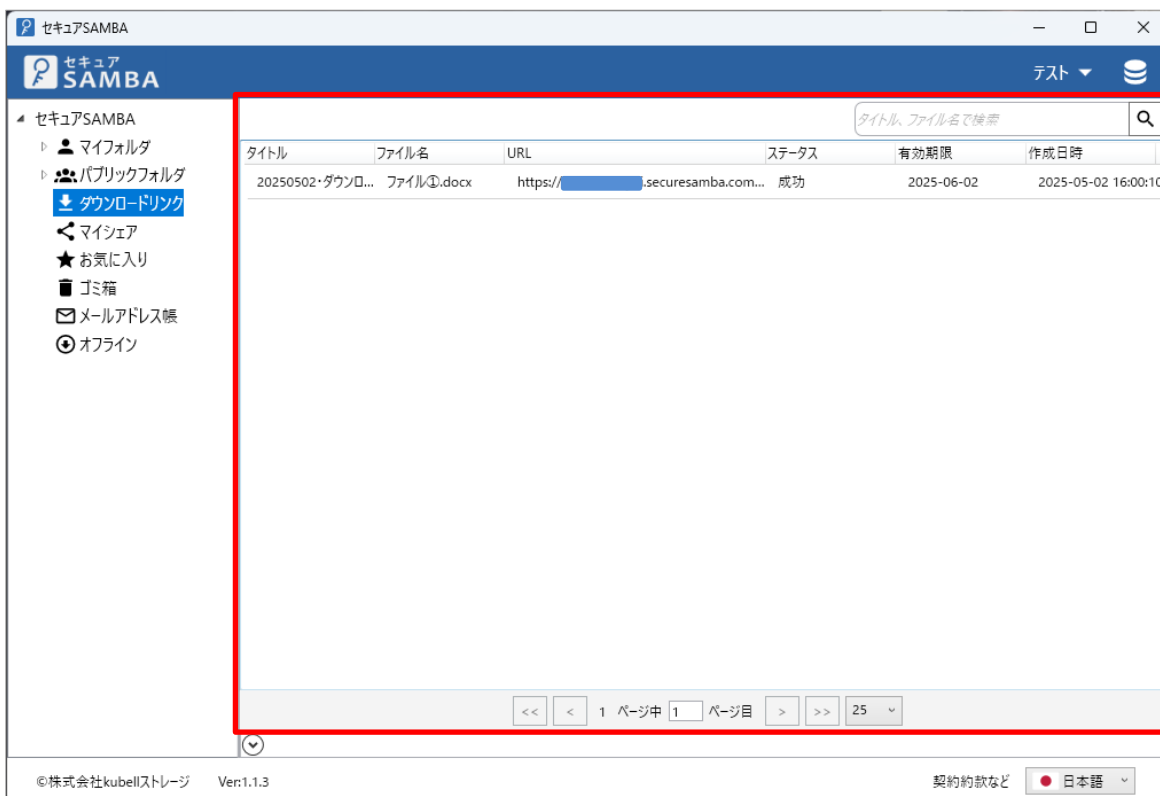 セキュアSAMBA
セキュア
SAMBA
テスト
セキュアSAMBA
マイフォルダ
パブリックフォルダ
ダウンロードリンク
マイシェア
お気に入り
ゴミ箱
メールアドレス帳
オフライン
タイトル、ファイル名で検索
タイトル ファイル名 URL ステータス 有効期限 作成日時
20250502・ダウンロ... ファイル①.docx https:// .securesamba.com... 成功 2025-06-02 2025-05-02 16:00:10
<< < 1 ページ中 1 ページ目 > >> 25
©株式会社kubellストレージ Ver:1.1.3 契約約款など 日本語